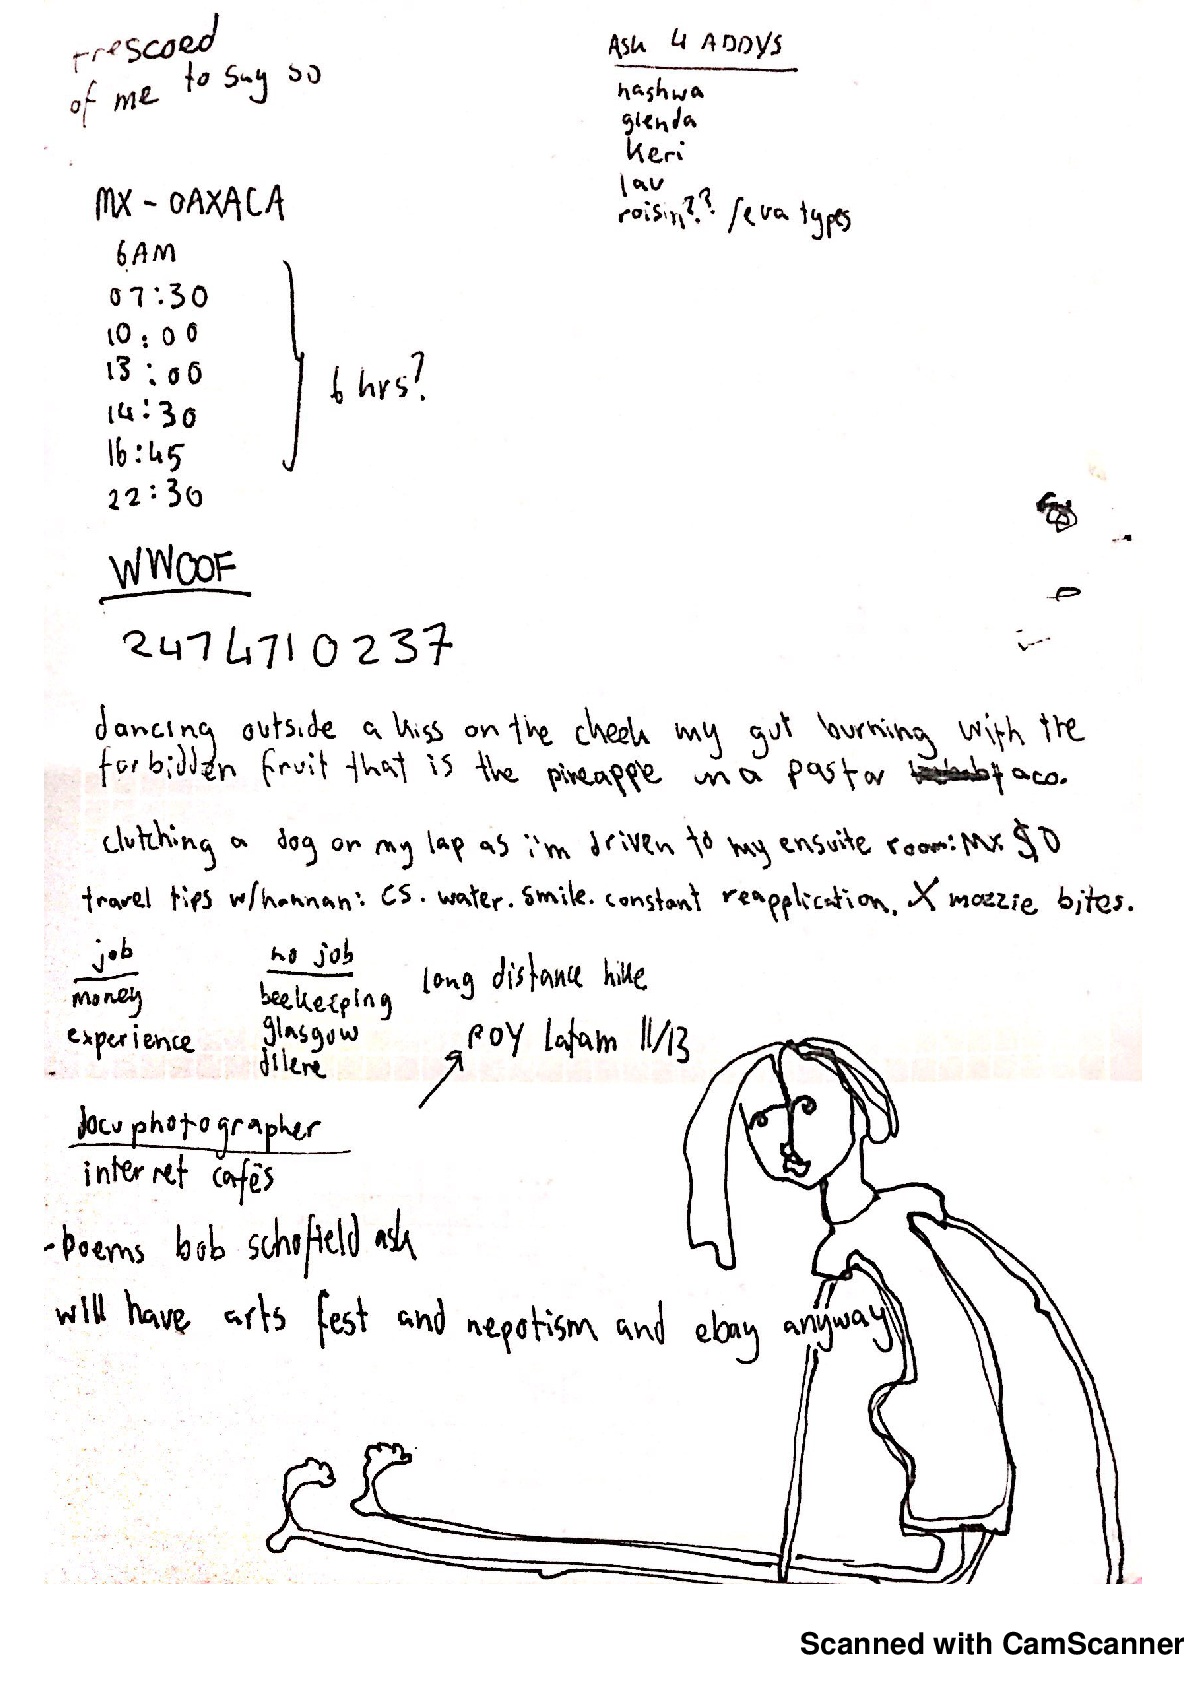 frescoed
of me to say so
Ask 4 ADDYS
nashwa
glenda
keri
lav
roisin?? /eva types
MX - OAXACA
6AM
07:30
10:00
13:00
14:30
16:45
22:30
6 hrs?
WWOOF
2474710237
dancing outside a kiss on the cheek my gut burning with the
forbidden fruit that is the pineapple in a pastor taco.
clutching a dog on my lap as i'm driven to my ensuite room: MX $0
travel tips w/hannan: CS. water. smile. constant reapplication. X mozzie bites.
job
money
experience
no job
beekeeping
glasgow
dilere
long distance hike
POY latam 11/13
docuphotographer
internet cafés
- poems bob schofield ask
will have arts fest and nepotism and ebay anyway
Scanned with CamScanner